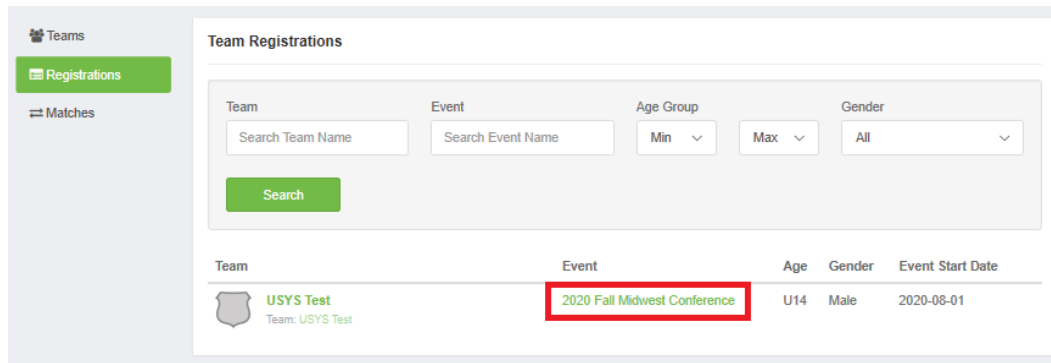 Teams
Registrations
Matches
Team Registrations
Team Event Age Group Gender
Search Team Name Search Event Name Min Max All
Search
Team Event Age Gender Event Start Date
USYS Test 2020 Fall Midwest Conference U14 Male 2020-08-01
Team: USYS Test